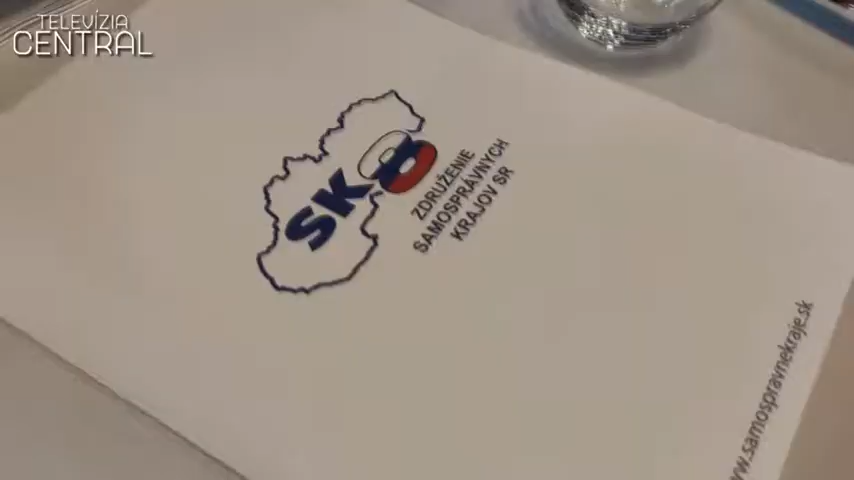 TELEVÍZIA
CENTRAL
SK8
ZDRUŽENIE
SAMOSPRÁVNYCH
KRAJOV SR
www.samospravnekraje.sk